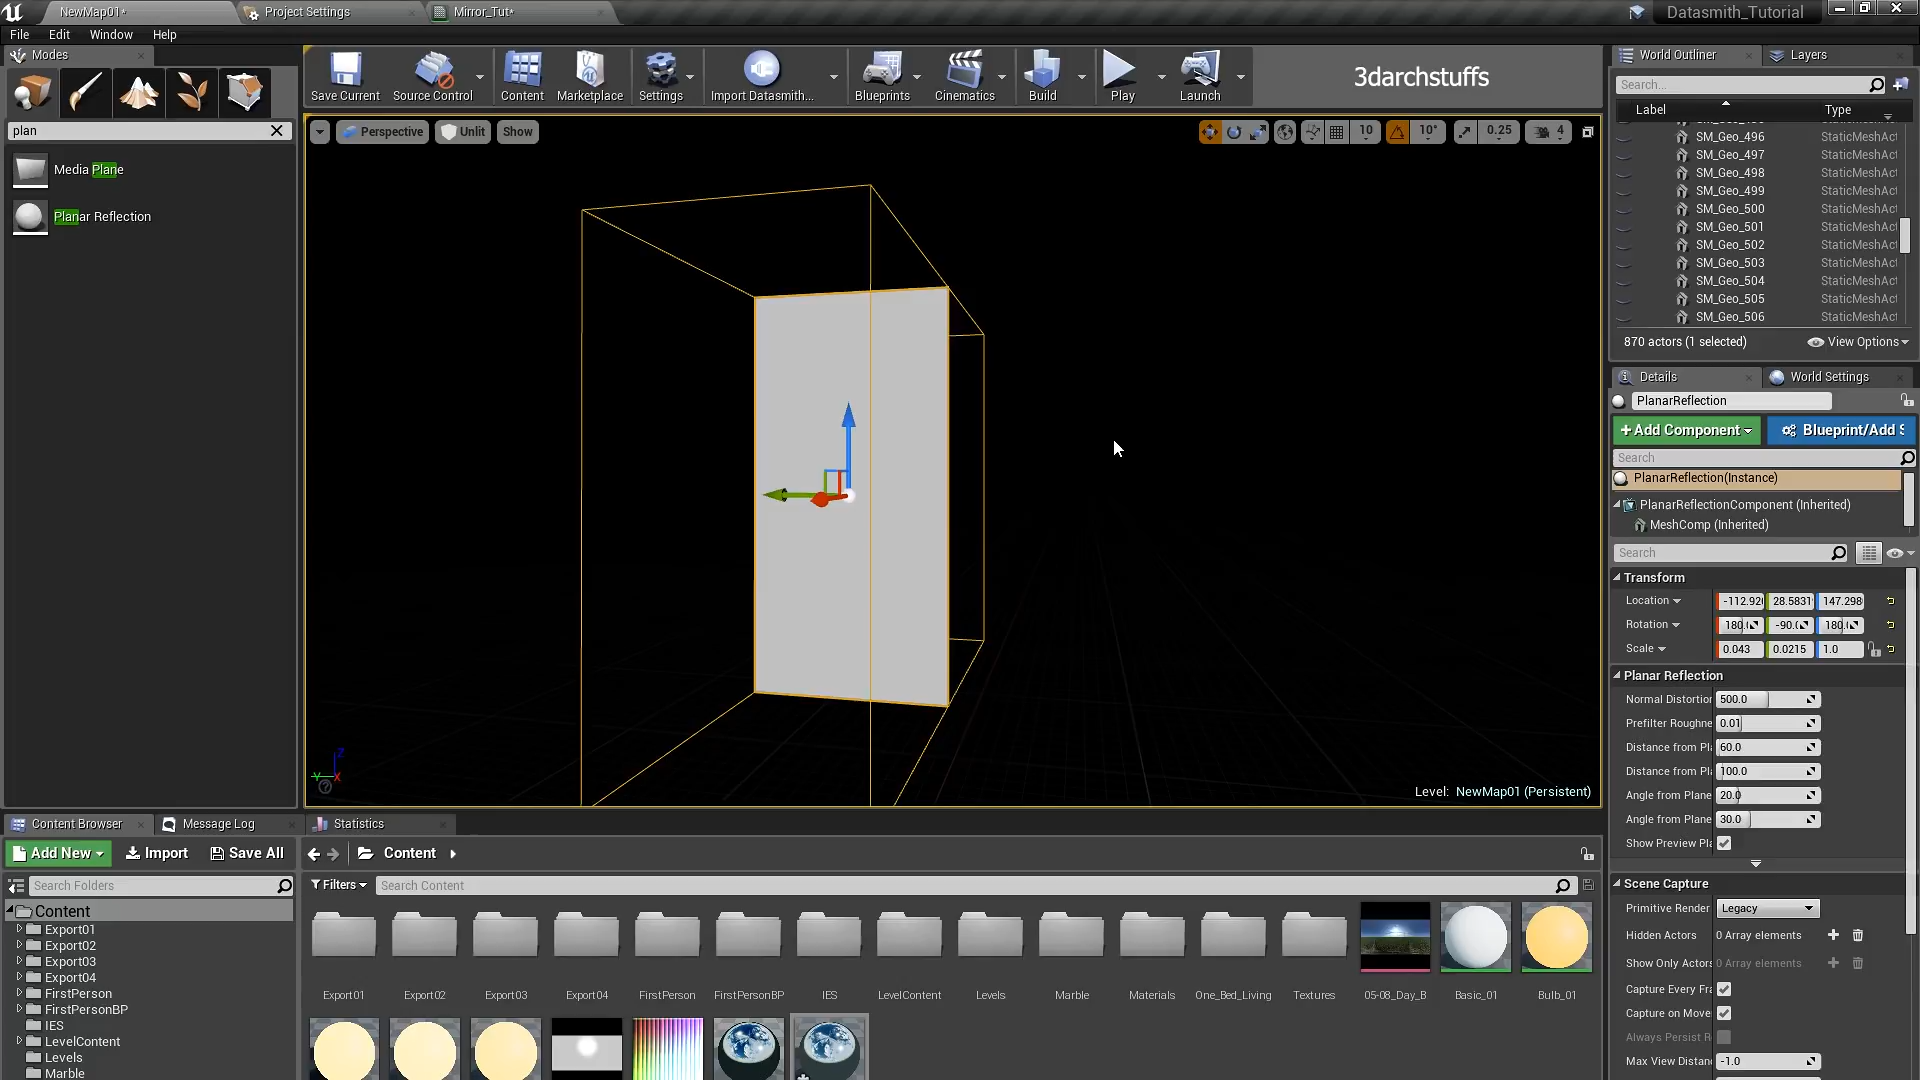 NewMap01*
Project Settings
Mirror_Tut*
Datasmith_Tutorial
File Edit Window Help
Modes
plan
Media Plane
Planar Reflection
Save Current
Source Control
Content
Marketplace
Settings
Import Datasmith...
Blueprints
Cinematics
Build
Play
Launch
3darchstuffs
Perspective
Unlit
Show
10
10°
0.25
4
Level: NewMap01 (Persistent)
World Outliner
Layers
Search...
Label Type
SM_Geo_496 StaticMeshAct
SM_Geo_497 StaticMeshAct
SM_Geo_498 StaticMeshAct
SM_Geo_499 StaticMeshAct
SM_Geo_500 StaticMeshAct
SM_Geo_501 StaticMeshAct
SM_Geo_502 StaticMeshAct
SM_Geo_503 StaticMeshAct
SM_Geo_504 StaticMeshAct
SM_Geo_505 StaticMeshAct
SM_Geo_506 StaticMeshAct
870 actors (1 selected)
View Options
Details
World Settings
PlanarReflection
+Add Component
Blueprint/Add S
Search
PlanarReflection(Instance)
PlanarReflectionComponent (Inherited)
MeshComp (Inherited)
Search
Transform
Location -112.92 28.583 147.298
Rotation 180. -90. 180.
Scale 0.043 0.0215 1.0
Planar Reflection
Normal Distortio 500.0
Prefilter Roughne 0.01
Distance from Pla 60.0
Distance from Pla 100.0
Angle from Plane 20.0
Angle from Plane 30.0
Show Preview Pla
Scene Capture
Primitive Render Legacy
Hidden Actors 0 Array elements
Show Only Actors 0 Array elements
Capture Every Fra
Capture on Move
Always Persist R
Max View Distan -1.0
Content Browser
Message Log
Statistics
Add New
Import
Save All
Content
Search Folders
Filters
Search Content
Content
Export01
Export02
Export03
Export04
FirstPerson
FirstPersonBP
IES
LevelContent
Levels
Marble
Export01
Export02
Export03
Export04
FirstPerson
FirstPersonBP
IES
LevelContent
Levels
Marble
Materials
One_Bed_Living
Textures
05-08_Day_B
Basic_01
Bulb_01